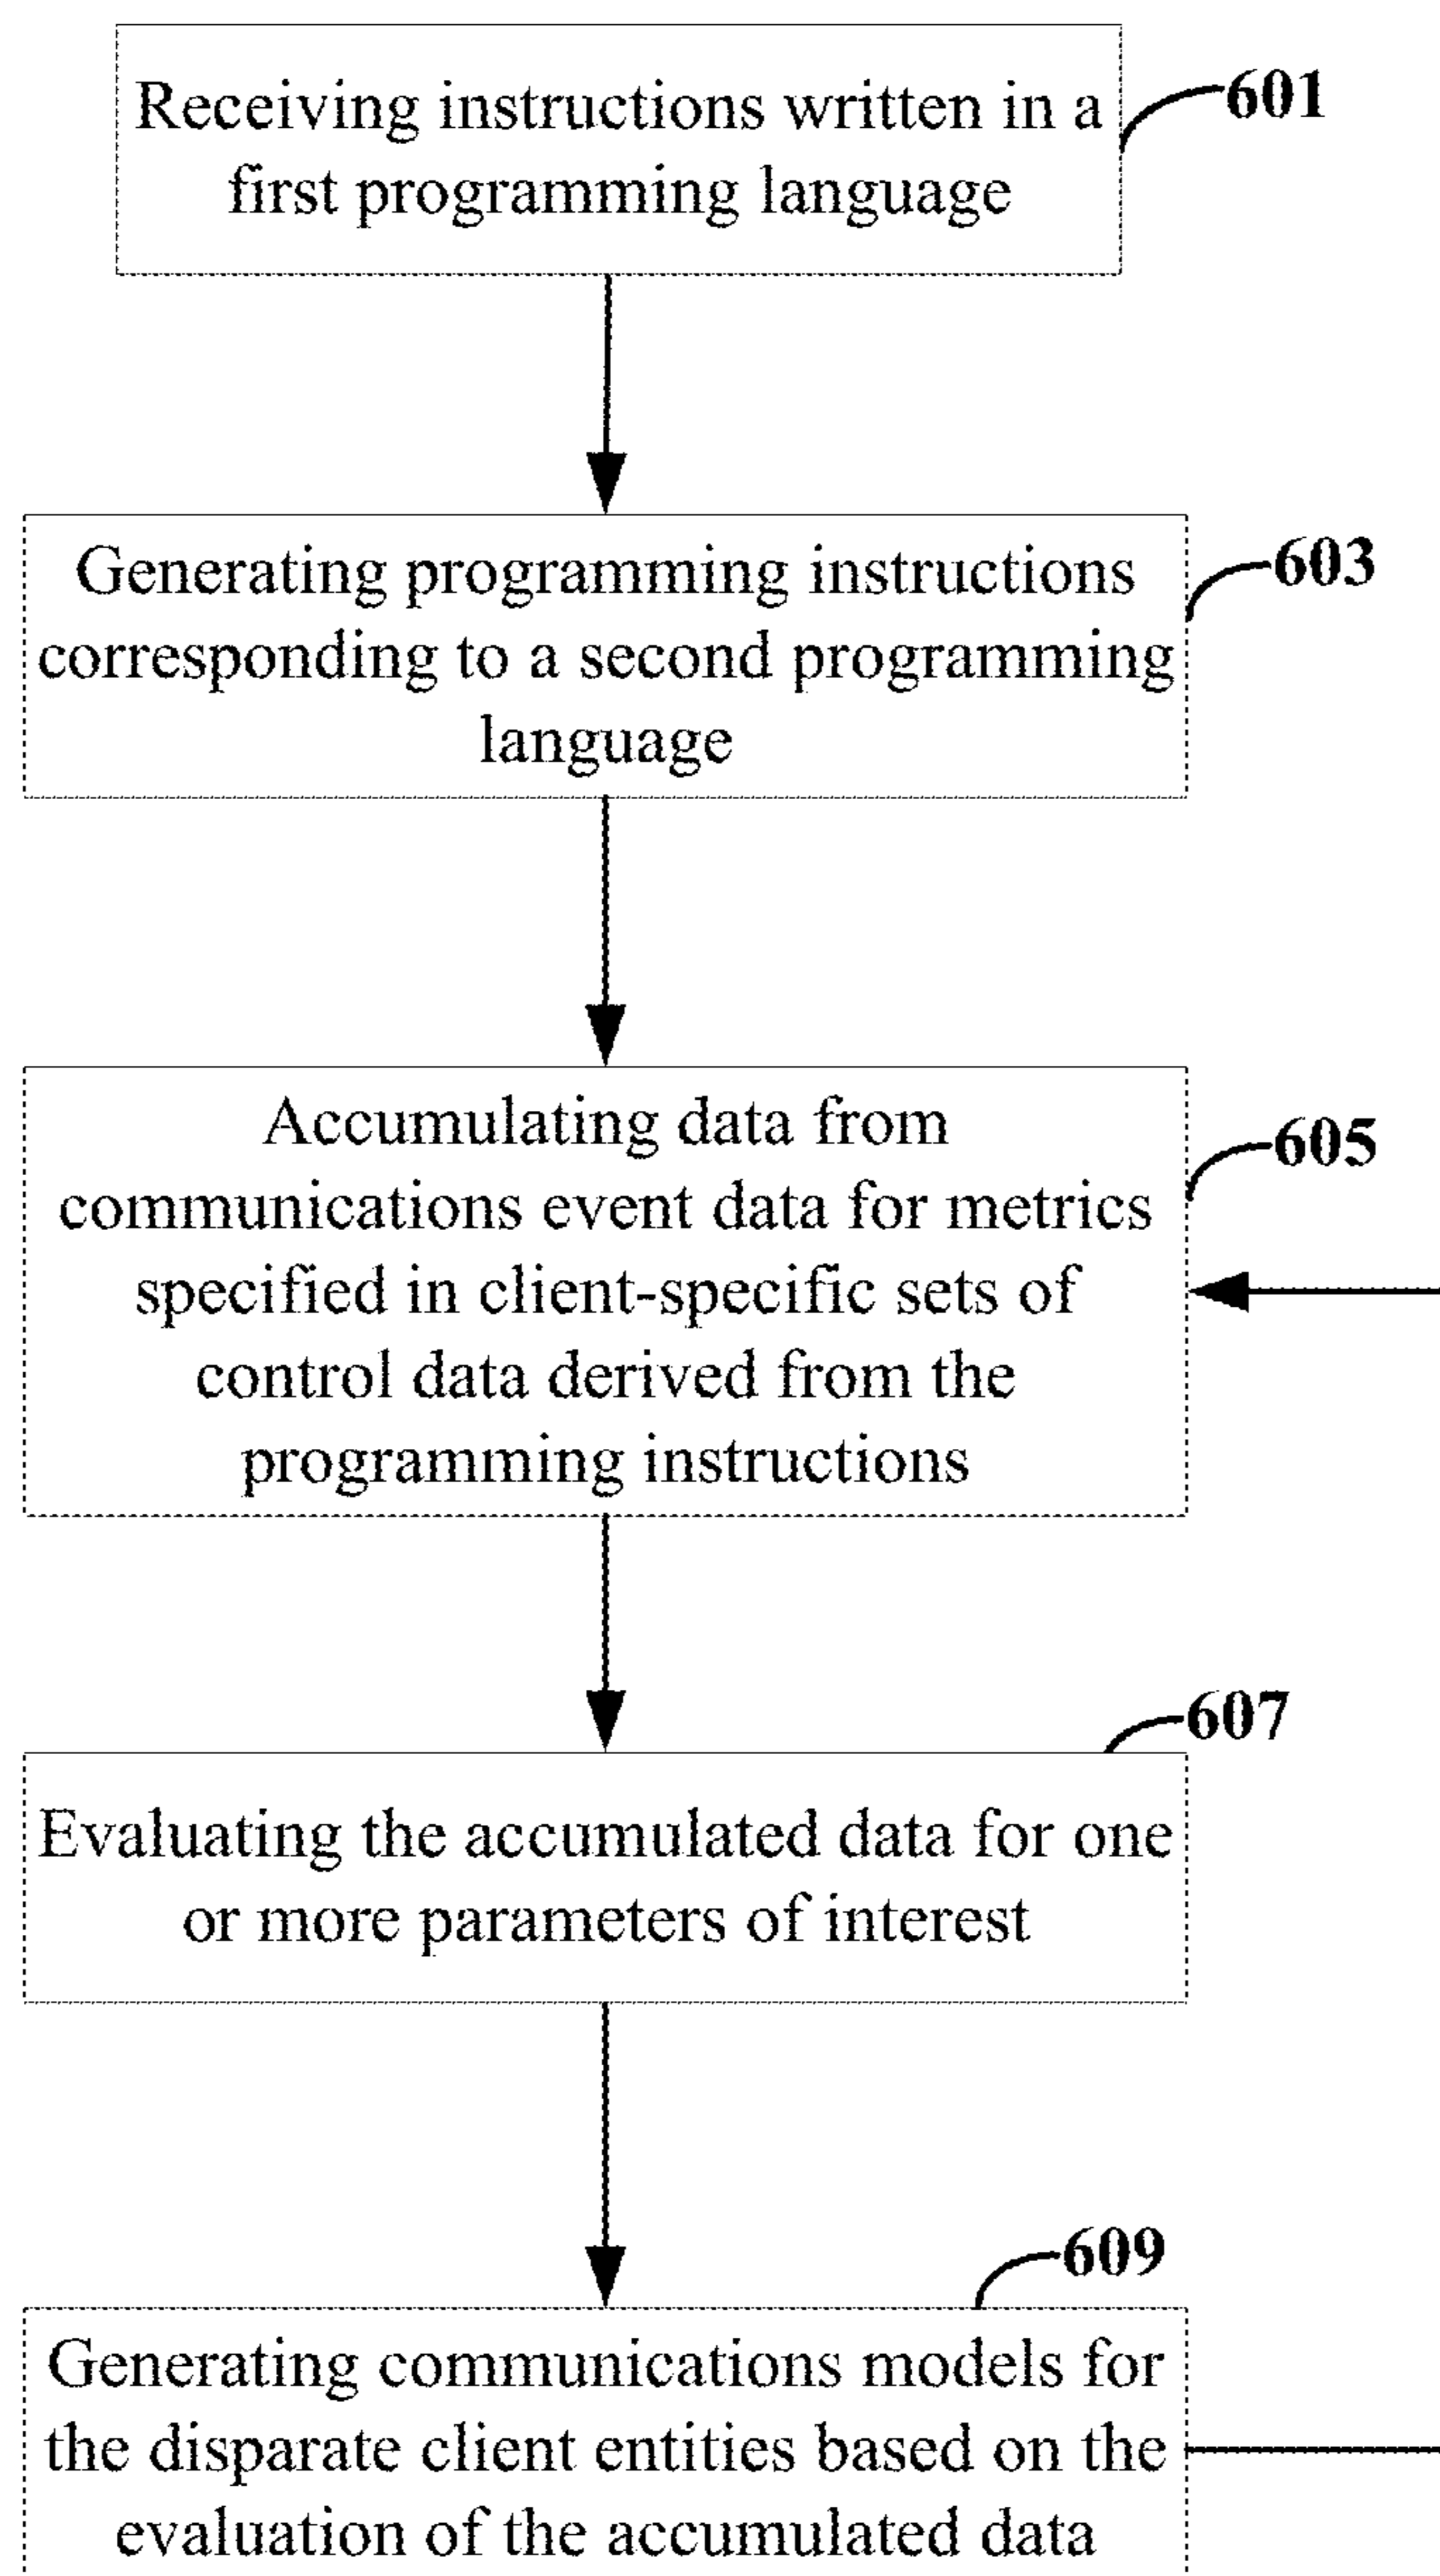 Receiving instructions written in a
first programming language
601
Generating programming instructions
corresponding to a second programming
language
603
Accumulating data from
communications event data for metrics
specified in client-specific sets of
control data derived from the
programming instructions
605
607
Evaluating the accumulated data for one
or more parameters of interest
609
Generating communications models for
the disparate client entities based on the
evaluation of the accumulated data